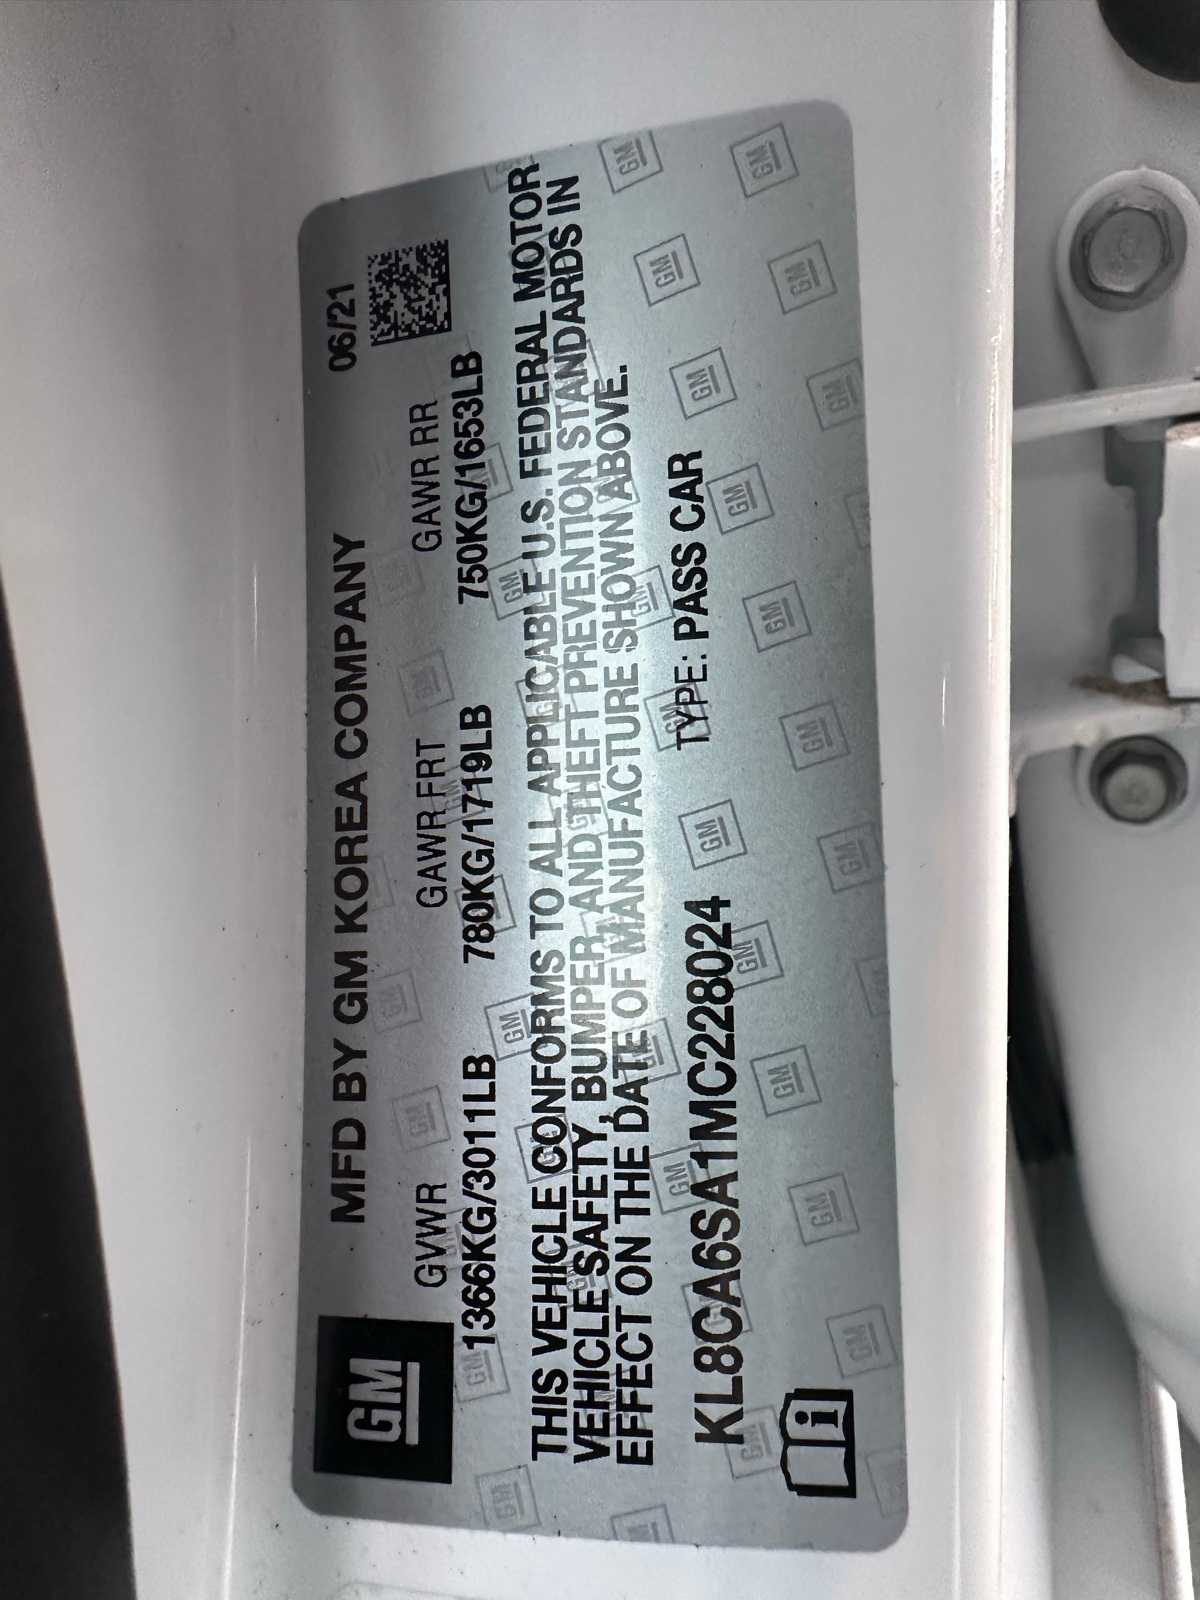 GM
MFD BY GM KOREA COMPANY
06/21
GVWR
GAWR FRT
GAWR RR
1366KG/3011LB
780KG/1719LB
750KG/1653LB
THIS VEHICLE CONFORMS TO ALL APPLICABLE U.S. FEDERAL MOTOR
VEHICLE SAFETY, BUMPER, AND THEFT PREVENTION STANDARDS IN
EFFECT ON THE DATE OF MANUFACTURE SHOWN ABOVE.
KL8CA6SA1MC228024
TYPE: PASS CAR